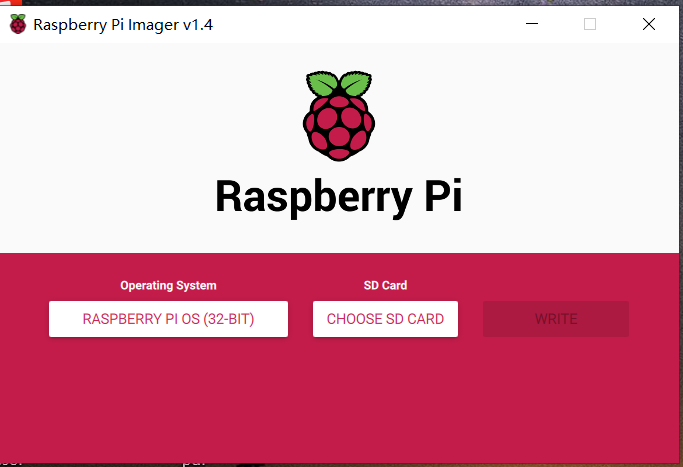 Raspberry Pi Imager v1.4
Raspberry Pi
Operating System
SD Card
RASPBERRY PI OS (32-BIT)
CHOOSE SD CARD
WRITE